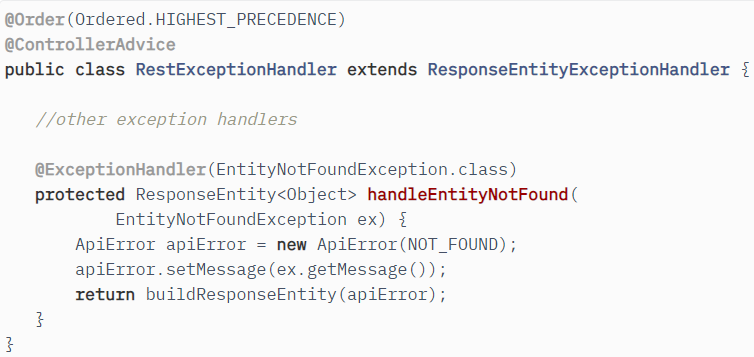 @Order(Ordered.HIGHEST_PRECEDENCE)
@ControllerAdvice
public class RestExceptionHandler extends ResponseEntityExceptionHandler {
//other exception handlers
@ExceptionHandler(EntityNotFoundException.class)
protected ResponseEntity<Object> handleEntityNotFound(
EntityNotFoundException ex) {
ApiError apiError = new ApiError(NOT_FOUND);
apiError.setMessage(ex.getMessage());
return buildResponseEntity(apiError);
}
}